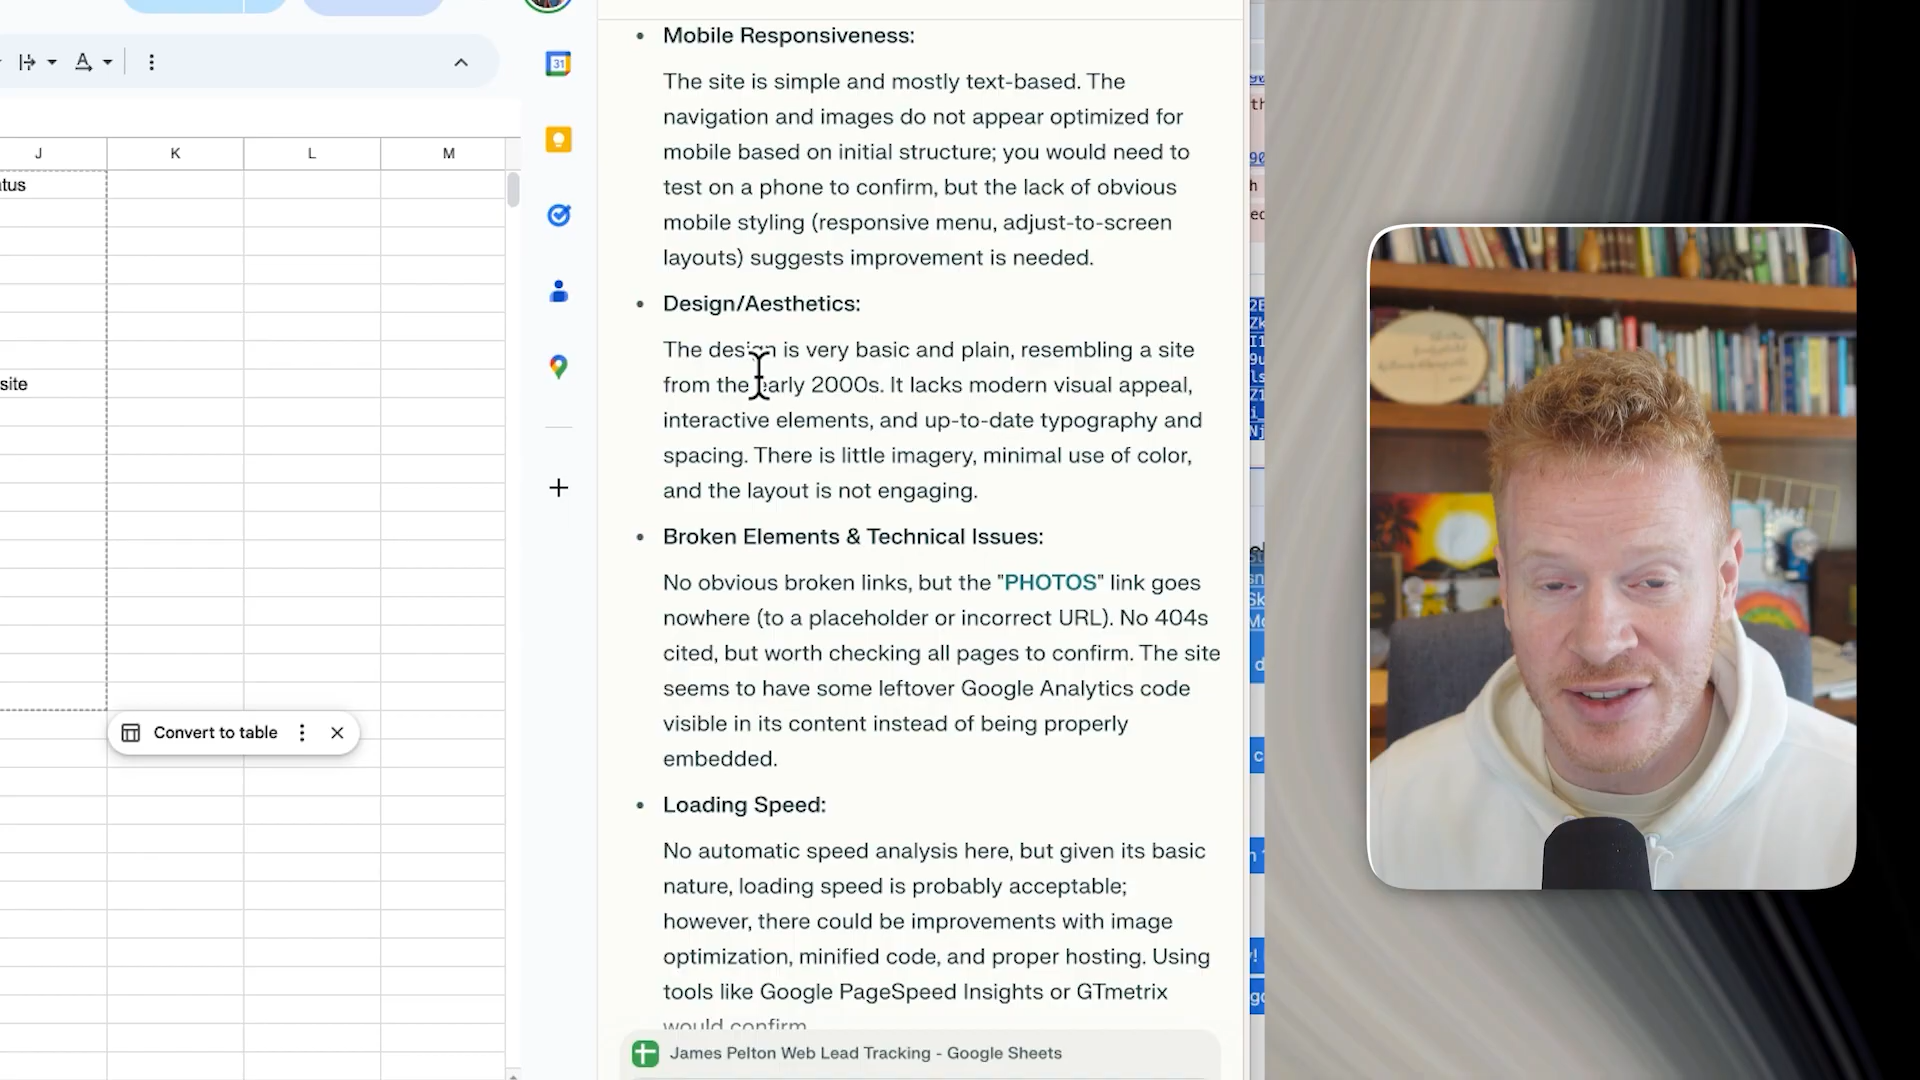 Mobile Responsiveness:
The site is simple and mostly text-based. The
navigation and images do not appear optimized for
mobile based on initial structure; you would need to
test on a phone to confirm, but the lack of obvious
mobile styling (responsive menu, adjust-to-screen
layouts) suggests improvement is needed.
Design/Aesthetics:
The design is very basic and plain, resembling a site
from the early 2000s. It lacks modern visual appeal,
interactive elements, and up-to-date typography and
spacing. There is little imagery, minimal use of color,
and the layout is not engaging.
Broken Elements & Technical Issues:
No obvious broken links, but the "PHOTOS" link goes
nowhere (to a placeholder or incorrect URL). No 404s
cited, but worth checking all pages to confirm. The site
seems to have some leftover Google Analytics code
visible in its content instead of being properly
embedded.
Loading Speed:
No automatic speed analysis here, but given its basic
nature, loading speed is probably acceptable;
however, there could be improvements with image
optimization, minified code, and proper hosting. Using
tools like Google PageSpeed Insights or GTmetrix
would confirm.
James Pelton Web Lead Tracking - Google Sheets
A
31
J K L M
atus
site
Convert to table